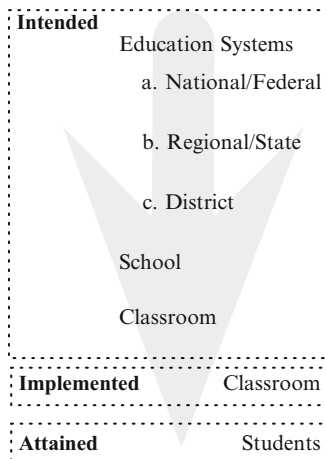 Intended
Education Systems
a. National/Federal
b. Regional/State
c. District
School
Classroom
Implemented Classroom
Attained Students